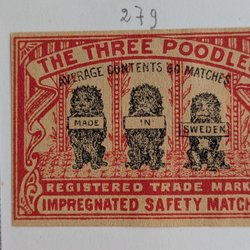 279
THE THREE POODLES
AVERAGE CONTENTS 60 MATCHES
MADE IN SWEDEN
REGISTERED TRADE MARK
IMPREGNATED SAFETY MATCH